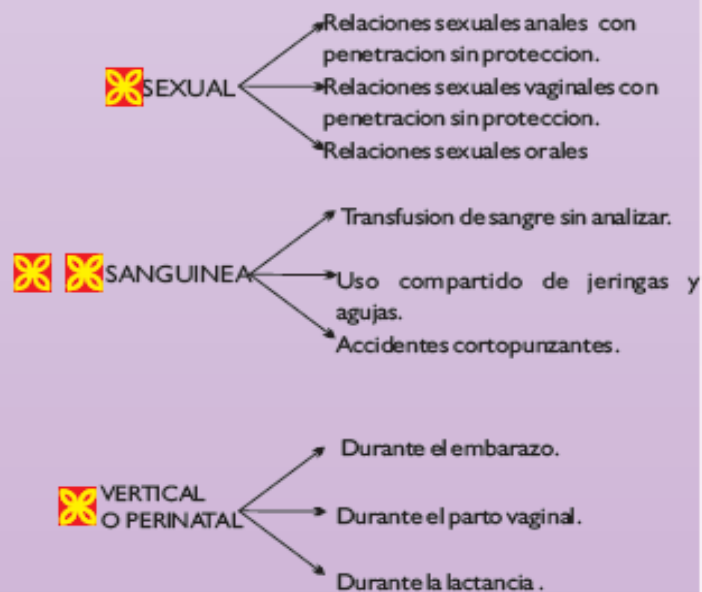 Relaciones sexuales anales con
penetracion sin proteccion.
SEXUAL
Relaciones sexuales vaginales con
penetracion sin proteccion.
Relaciones sexuales orales
Transfusion de sangre sin analizar.
SANGUINEA
Uso compartido de jeringas y
agujas.
Accidentes cortopunzantes.
Durante el embarazo.
VERTICAL
O PERINATAL
Durante el parto vaginal.
Durante la lactancia .